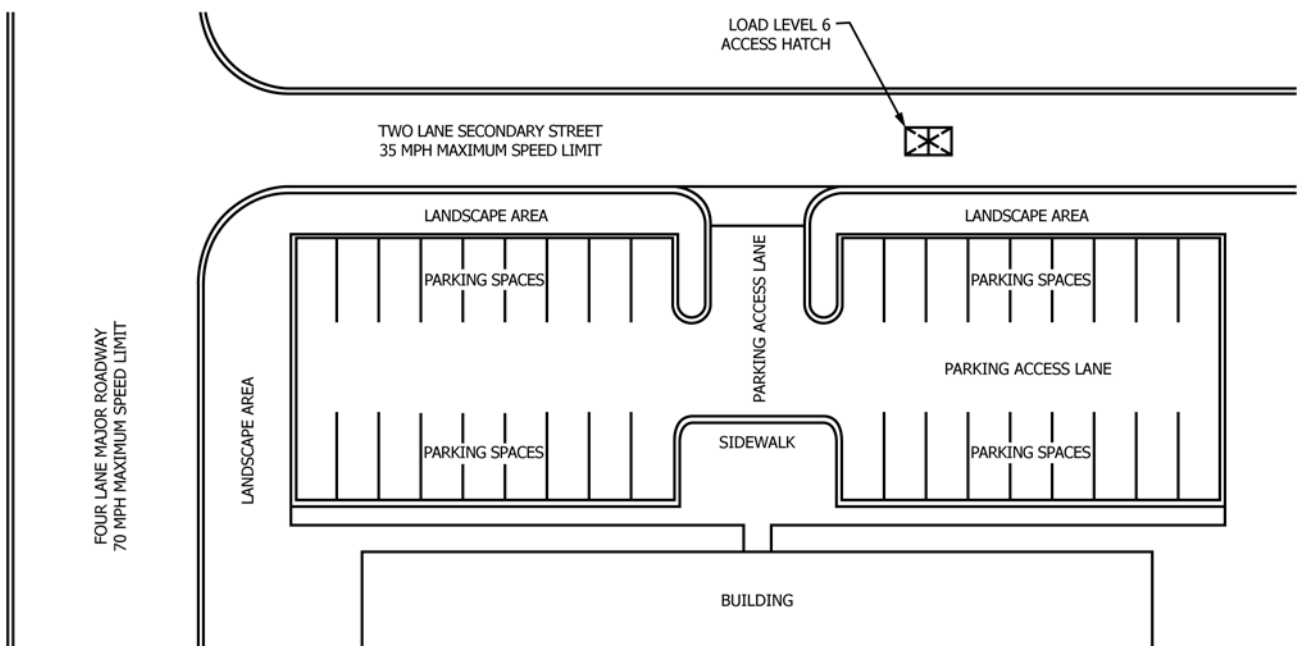 LOAD LEVEL 6
ACCESS HATCH
TWO LANE SECONDARY STREET
35 MPH MAXIMUM SPEED LIMIT
LANDSCAPE AREA
LANDSCAPE AREA
PARKING SPACES
PARKING SPACES
PARKING ACCESS LANE
PARKING ACCESS LANE
FOUR LANE MAJOR ROADWAY
70 MPH MAXIMUM SPEED LIMIT
LANDSCAPE AREA
PARKING SPACES
SIDEWALK
PARKING SPACES
BUILDING